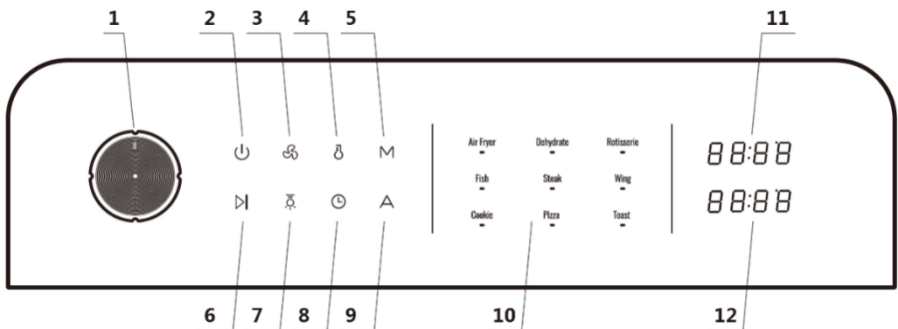 1 2 3 4 5 11
M
Air Fryer Dehydrate Rotisserie
88:88
Fish Steak Wing
A
88:88
Cookie Pizza Toast
6 7 8 9 10 12